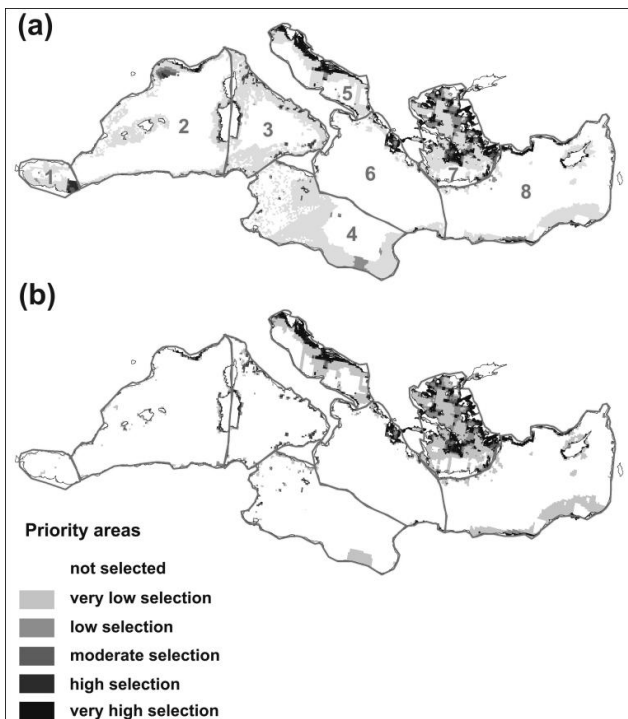 (a)
5
2
3
1
7
6
8
4
(b)
Priority areas
not selected
very low selection
low selection
moderate selection
high selection
very high selection